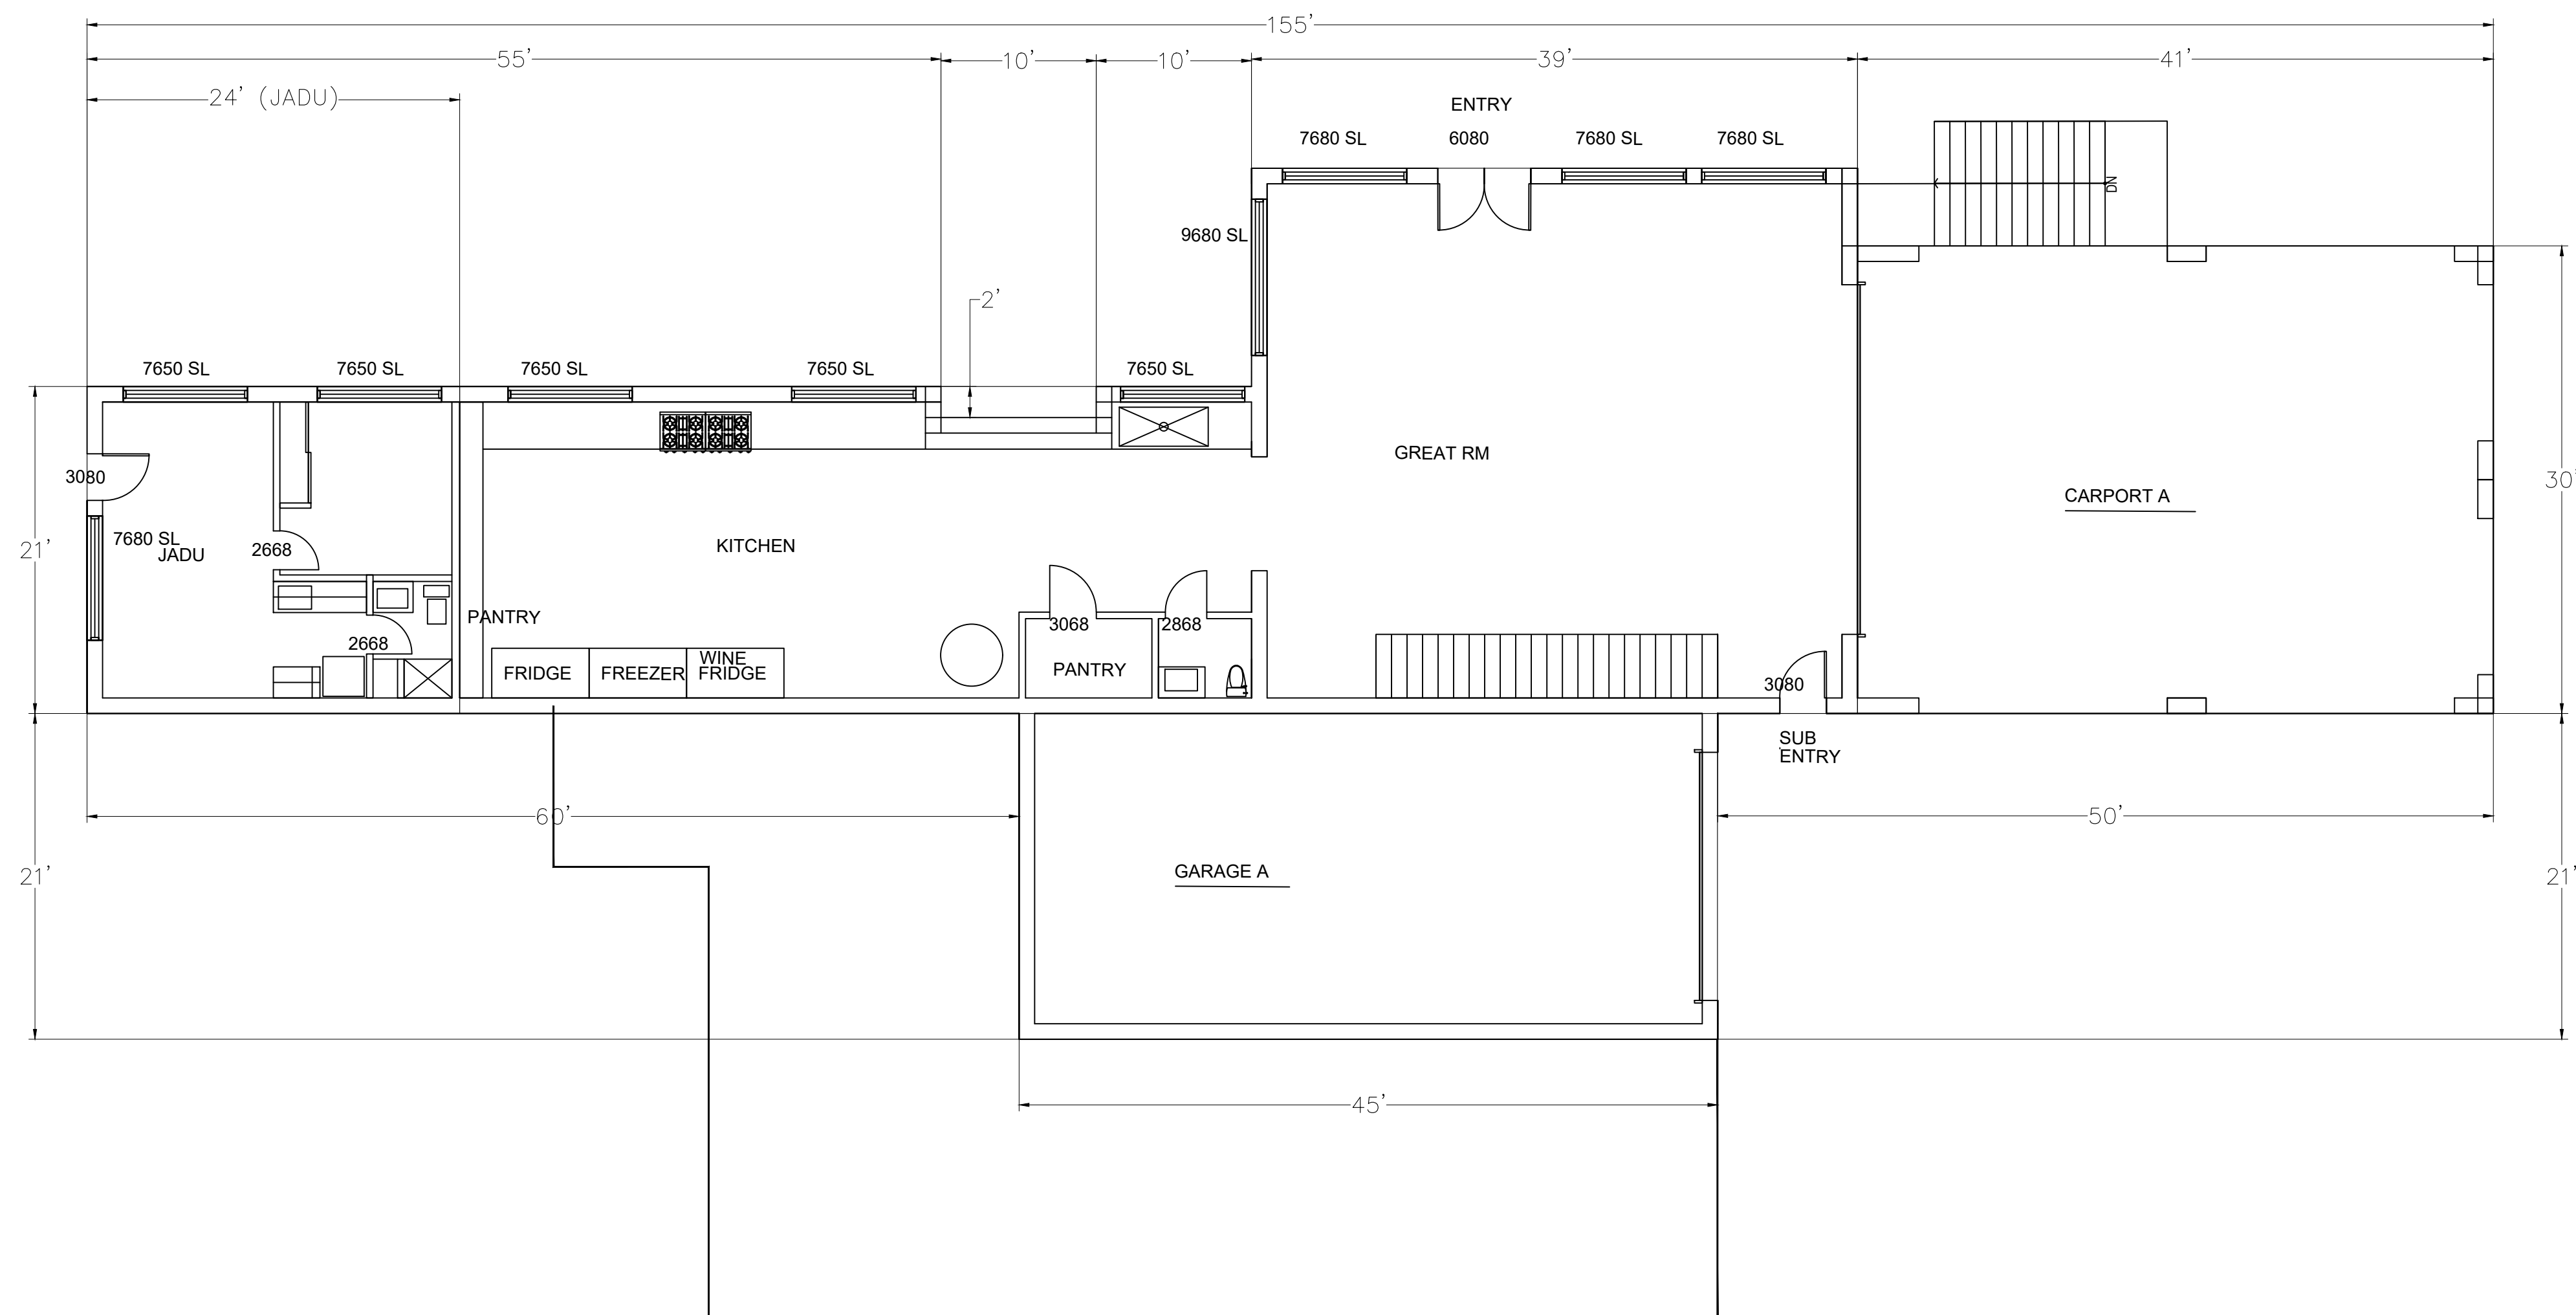 155'
55'
10'
10'
39'
41'
24' (JADU)
ENTRY
7680 SL
6080
7680 SL
7680 SL
DN
9680 SL
2'
7650 SL
7650 SL
7650 SL
7650 SL
7650 SL
GREAT RM
3080
30'
CARPORT A
7680 SL
JADU
2668
21'
KITCHEN
PANTRY
3068
2868
2668
WINE
FRIDGE
FREEZER
FRIDGE
PANTRY
3080
SUB
ENTRY
60'
50'
21'
GARAGE A
21'
45'